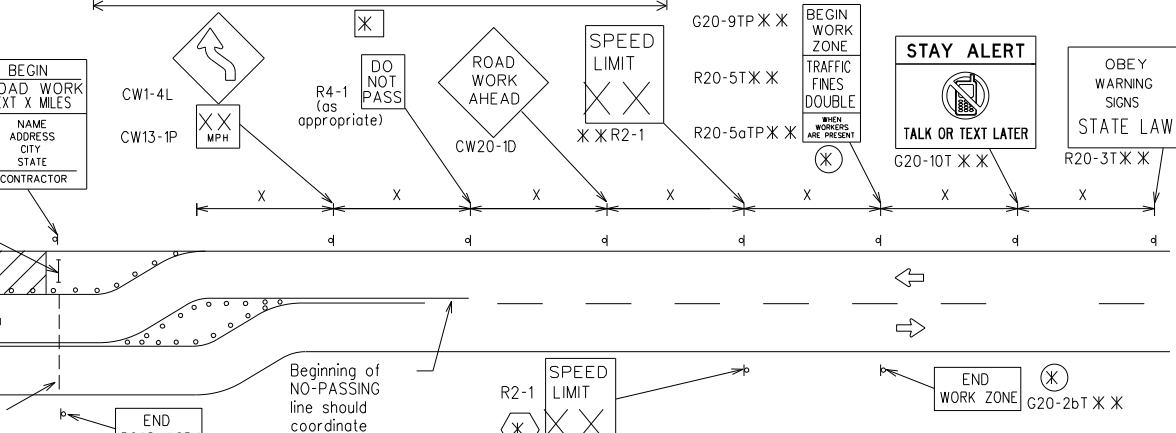 BEGIN
ROAD WORK
NEXT X MILES
NAME
ADDRESS
CITY
STATE
CONTRACTOR
CW1-4L
CW13-1P
XX
MPH
R4-1
(as
appropriate)
DO
NOT
PASS
ROAD
WORK
AHEAD
CW20-1D
SPEED
LIMIT
XX
**R2-1
G20-9TP**
R20-5T**
R20-5aTP**
BEGIN
WORK
ZONE
TRAFFIC
FINES
DOUBLE
WHEN
WORKERS
ARE PRESENT
*
*
STAY ALERT
TALK OR TEXT LATER
G20-10T**
OBEY
WARNING
SIGNS
STATE LAW
R20-3T**
X X X X X X X
Beginning of
NO-PASSING
line should
coordinate
R2-1
*
SPEED
LIMIT
XX
END
WORK ZONE
*
G20-2bT**
END